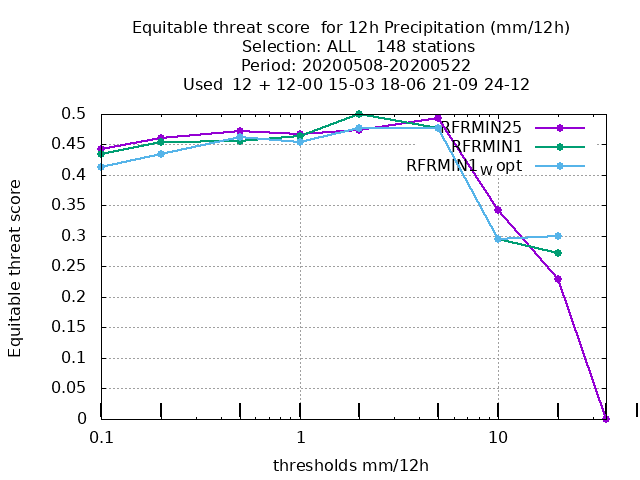 Equitable threat score for 12h Precipitation (mm/12h)
Selection: ALL 148 stations
Period: 20200508-20200522
Used 12 + 12-00 15-03 18-06 21-09 24-12
RFRMIN25
RFRMIN1
RFRMIN1w opt
Equitable threat score
0.5
0.45
0.4
0.35
0.3
0.25
0.2
0.15
0.1
0.05
0
0.1 1 10
thresholds mm/12h